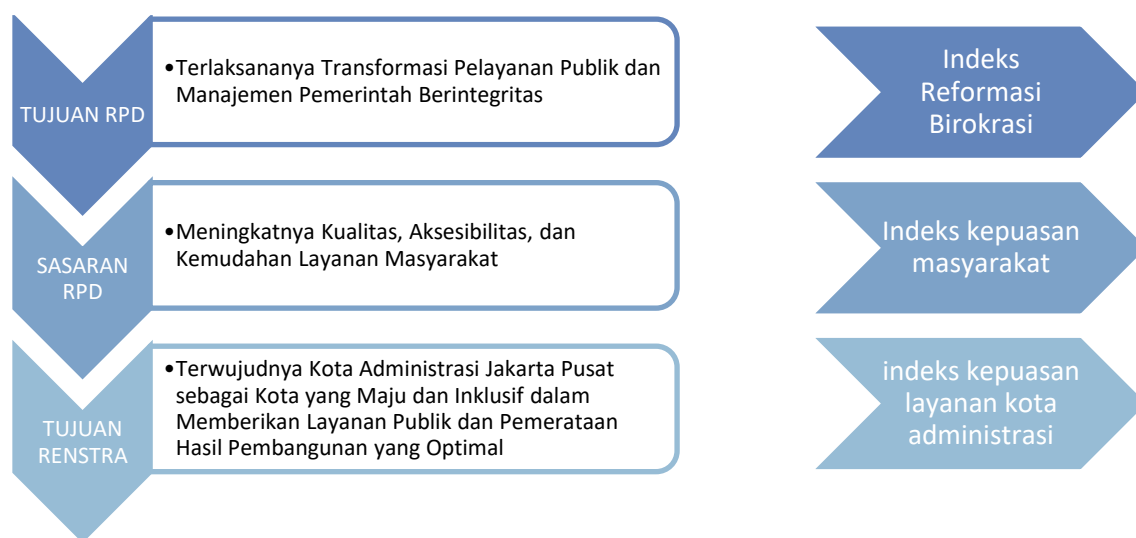 TUJUAN RPD
•Terlaksananya Transformasi Pelayanan Publik dan
Manajemen Pemerintah Berintegritas
Indeks
Reformasi
Birokrasi
SASARAN
RPD
•Meningkatnya Kualitas, Aksesibilitas, dan
Kemudahan Layanan Masyarakat
Indeks kepuasan
masyarakat
TUJUAN
RENSTRA
•Terwujudnya Kota Administrasi Jakarta Pusat
sebagai Kota yang Maju dan Inklusif dalam
Memberikan Layanan Publik dan Pemerataan
Hasil Pembangunan yang Optimal
indeks kepuasan
layanan kota
administrasi